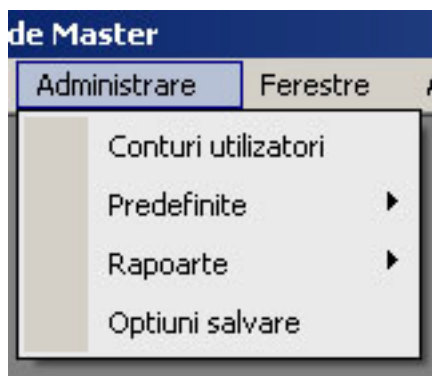 de Master
Administrare Ferestre
Conturi utilizatori
Predefinite
Rapoarte
Optiuni salvare